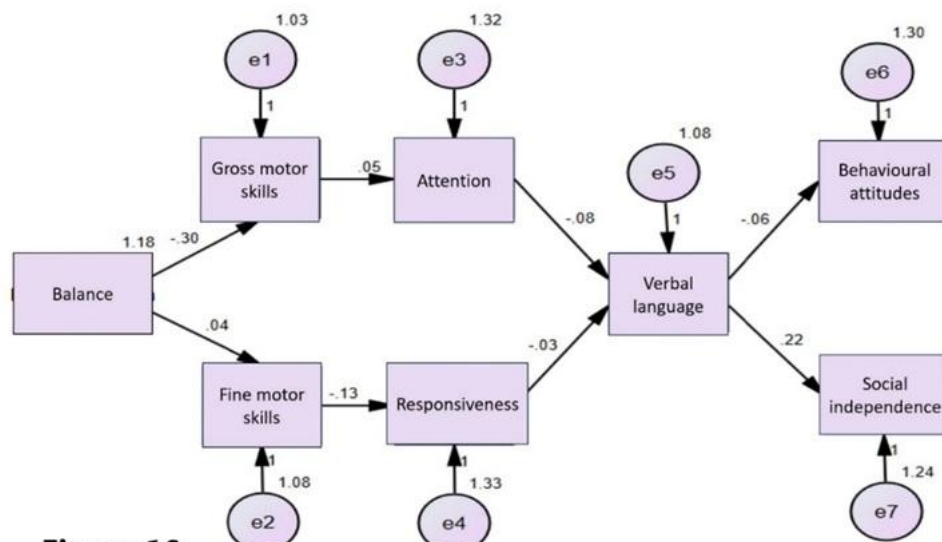 1.03
e1
1
Gross motor
skills
1.32
e3
1
.05
Attention
1.08
e5
1
1.30
e6
1
Behavioural
attitudes
-.08
-.06
1.18
-.30
Balance
.04
Verbal
language
Fine motor
skills
-.13
Responsiveness
-.03
.22
Social
independence
1
1.08
e2
1
1.33
e4
1
1.24
e7